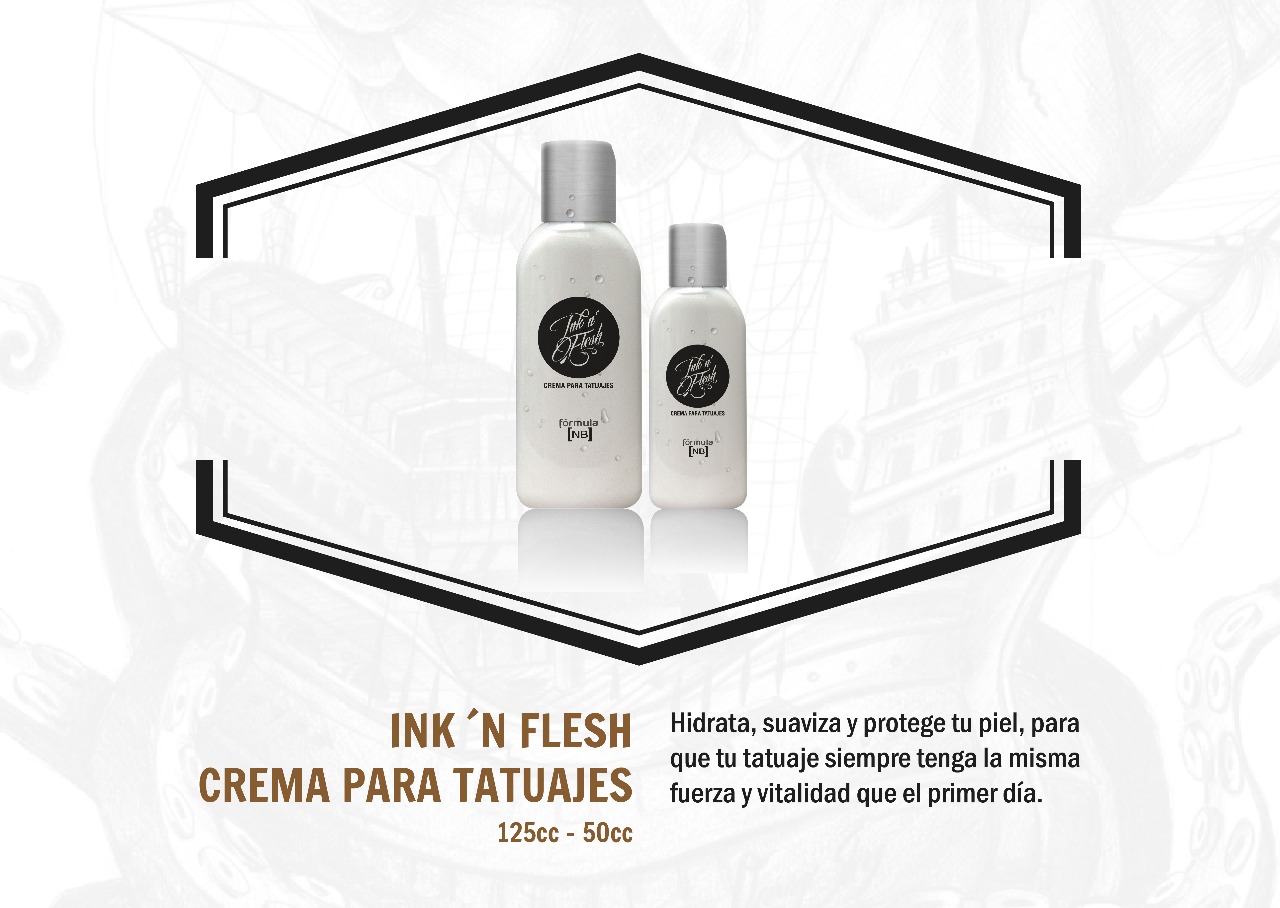 Ink n'
Flesh
CREMA PARA TATUAJES
fórmula
[NB]
Ink n'
Flesh
CREMA PARA TATUAJES
fórmula
[NB]
INK ´N FLESH
CREMA PARA TATUAJES
125cc - 50cc
Hidrata, suaviza y protege tu piel, para
que tu tatuaje siempre tenga la misma
fuerza y vitalidad que el primer día.